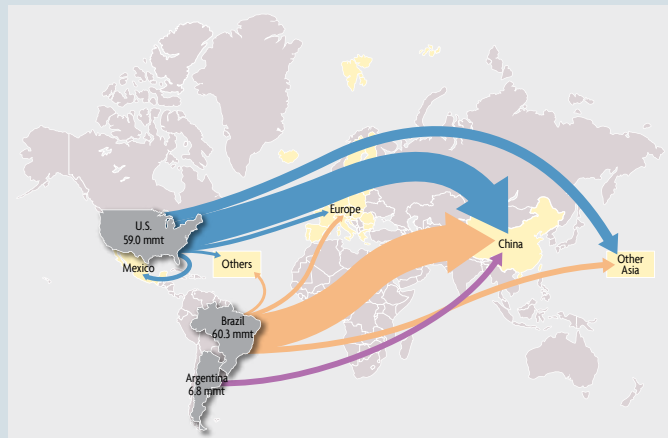 U.S.
59.0 mmt
Mexico
Others
Europe
China
Other
Asia
Brazil
60.3 mmt
Argentina
6.8 mmt